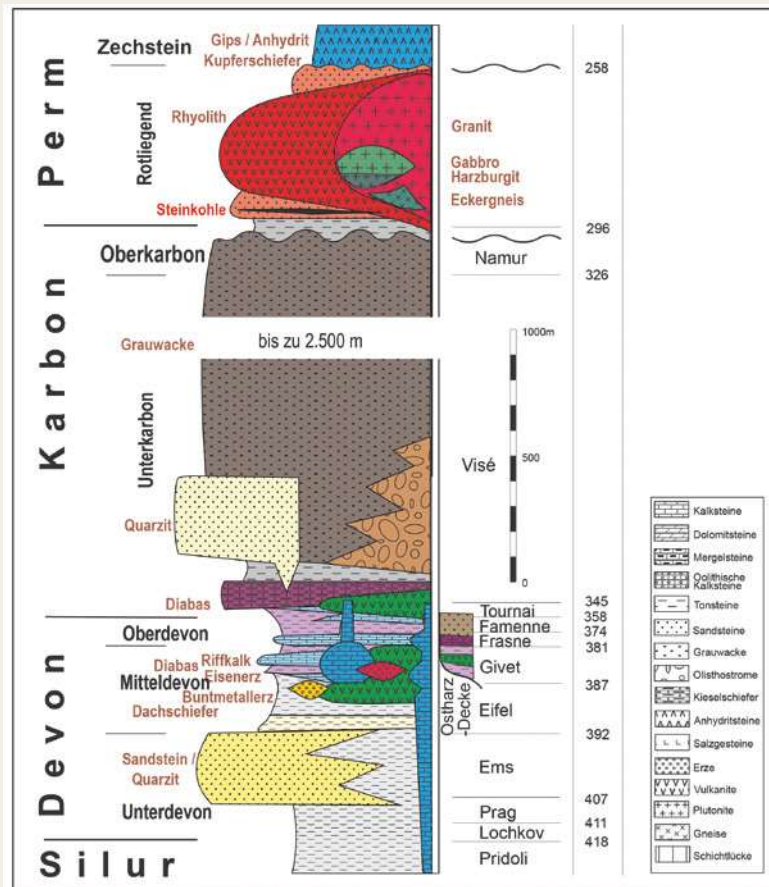 Perm
Zechstein
Gips / Anhydrit
Kupferschiefer
258
Rotliegend
Rhyolith
Granit
Gabbro
Harzburgit
Eckergneis
Steinkohle
296
Karbon
Oberkarbon
Namur
326
Grauwacke
bis zu 2.500 m
1000m
Unterkarbon
Visé
500
Quarzit
0
Diabas
345
Tournai
358
Famenne
374
Devon
Oberdevon
Frasne
381
Riffkalk
Diabas
Eisenerz
Givet
Mitteldevon
387
Buntmetallerz
Dachschiefer
Eifel
Ostharz
-Decke
392
Sandstein /
Quarzit
Ems
407
Unterdevon
Prag
411
Lochkov
418
Silur
Pridoli
Kalksteine
Dolomitsteine
Mergelsteine
Oolithische
Kalksteine
Tonsteine
Sandsteine
Grauwacke
Olisthostrome
Kieselschiefer
Anhydritsteine
Salzgesteine
Erze
Vulkanite
Plutonite
Gneise
Schichtlücke